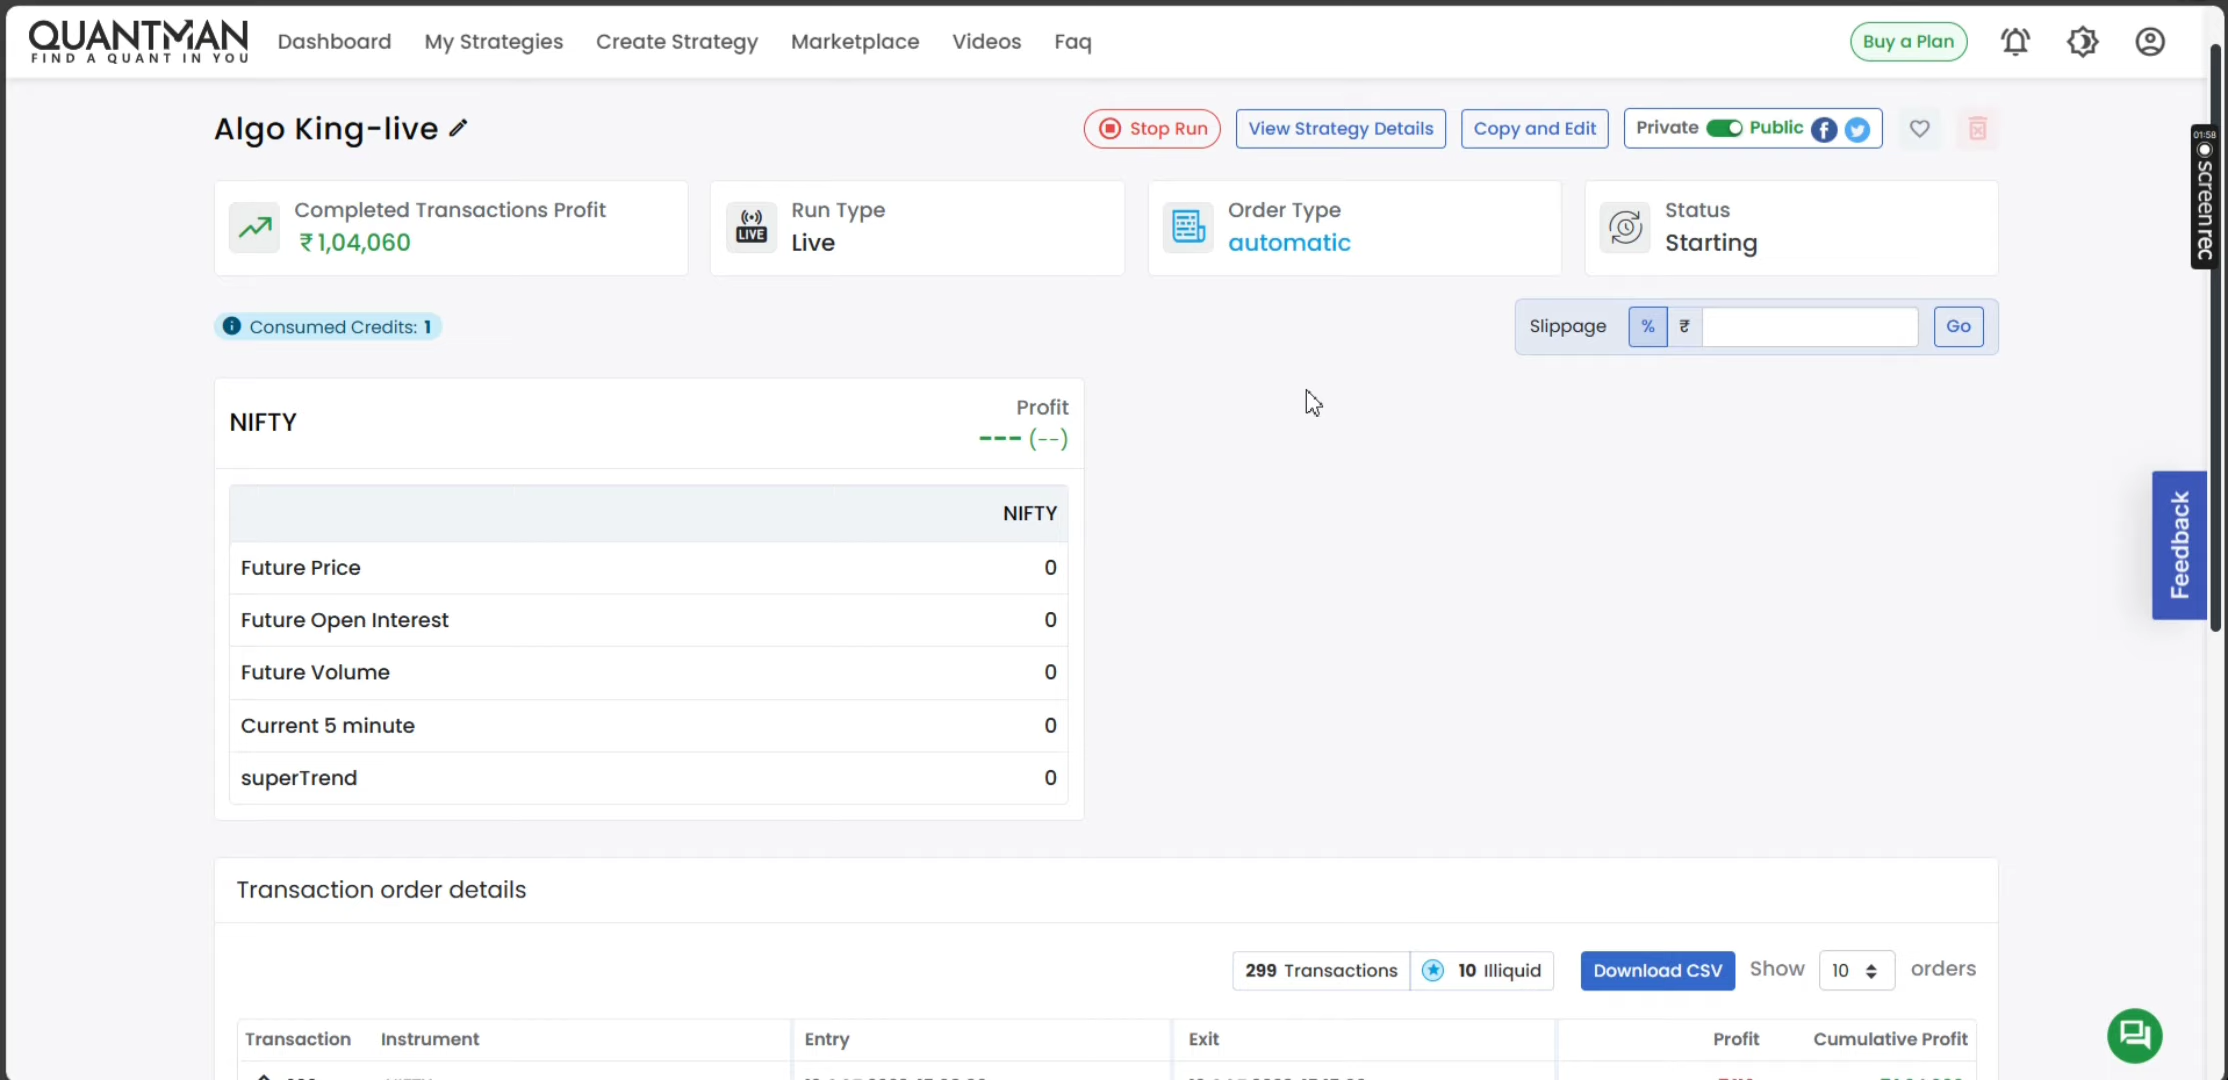 QUANTMAN
FIND A QUANT IN YOU
Dashboard My Strategies Create Strategy Marketplace Videos Faq
Buy a Plan
Algo King-live
Stop Run View Strategy Details Copy and Edit Private Public
Completed Transactions Profit
₹ 1,04,060
LIVE
Run Type
Live
Order Type
automatic
Status
Starting
01:58
screenrec
Consumed Credits: 1
Slippage % ₹ Go
NIFTY
Profit
--- (--)
NIFTY
Future Price 0
Future Open Interest 0
Future Volume 0
Current 5 minute 0
superTrend 0
Feedback
Transaction order details
299 Transactions 10 Illiquid Download CSV Show 10 orders
Transaction Instrument Entry Exit Profit Cumulative Profit